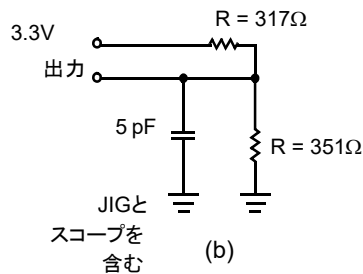 R = 317Ω
3.3V
出力
5 pF
R = 351Ω
JIGと
スコープを
含む
(b)